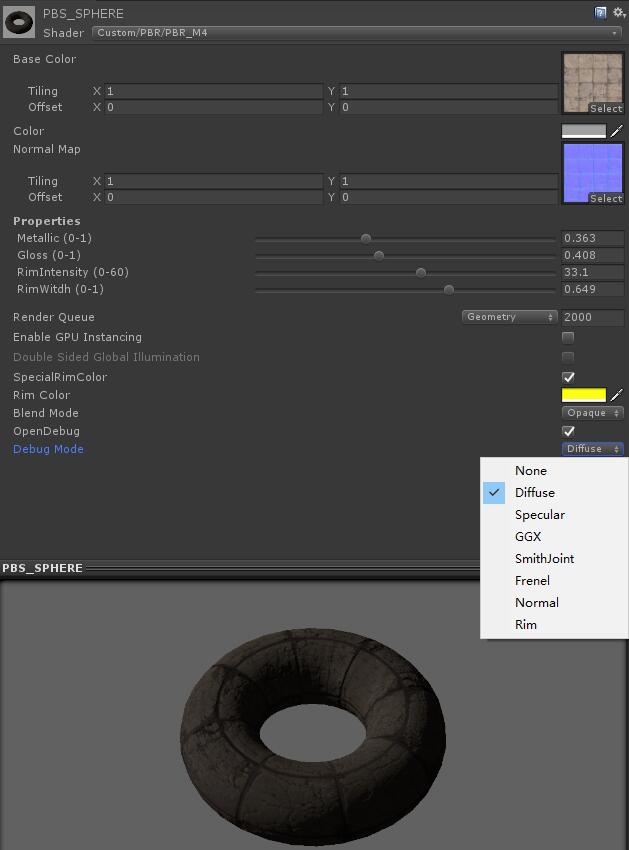 PBS_SPHERE
Shader Custom/PBR/PBR_M4
Base Color
Tiling X 1 Y 1
Offset X 0 Y 0
Select
Color
Normal Map
Tiling X 1 Y 1
Offset X 0 Y 0
Select
Properties
Metallic (0-1) 0.363
Gloss (0-1) 0.408
RimIntensity (0-60) 33.1
RimWitdh (0-1) 0.649
Render Queue Geometry 2000
Enable GPU Instancing
Double Sided Global Illumination
SpecialRimColor
Rim Color
Blend Mode Opaque
OpenDebug
Debug Mode Diffuse
None
Diffuse
Specular
GGX
SmithJoint
Frenel
Normal
Rim
PBS_SPHERE